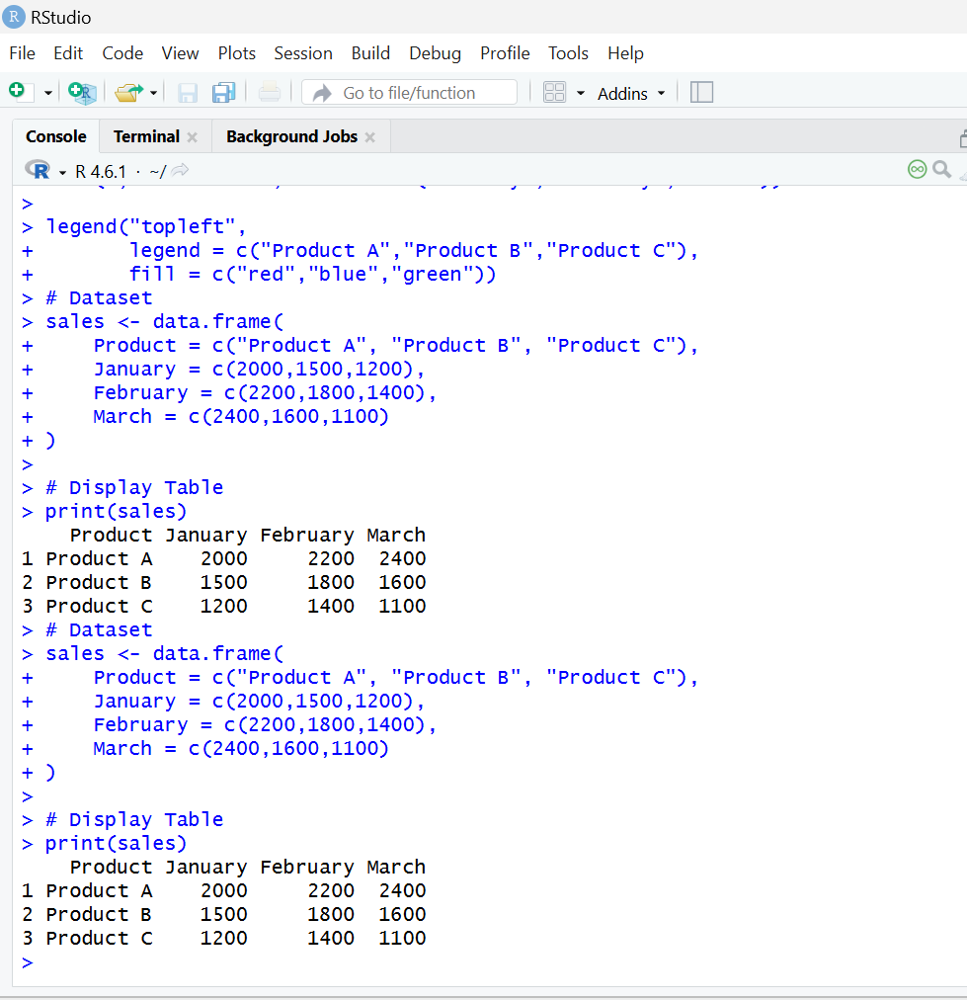 RStudio
File Edit Code View Plots Session Build Debug Profile Tools Help
Go to file/function Addins
Console Terminal Background Jobs
R 4.6.1 · ~/
>
> legend("topleft",
+        legend = c("Product A","Product B","Product C"),
+        fill = c("red","blue","green"))
> # Dataset
> sales <- data.frame(
+     Product = c("Product A", "Product B", "Product C"),
+     January = c(2000,1500,1200),
+     February = c(2200,1800,1400),
+     March = c(2400,1600,1100)
+ )
>
> # Display Table
> print(sales)
    Product January February March
1 Product A    2000     2200  2400
2 Product B    1500     1800  1600
3 Product C    1200     1400  1100
> # Dataset
> sales <- data.frame(
+     Product = c("Product A", "Product B", "Product C"),
+     January = c(2000,1500,1200),
+     February = c(2200,1800,1400),
+     March = c(2400,1600,1100)
+ )
>
> # Display Table
> print(sales)
    Product January February March
1 Product A    2000     2200  2400
2 Product B    1500     1800  1600
3 Product C    1200     1400  1100
>